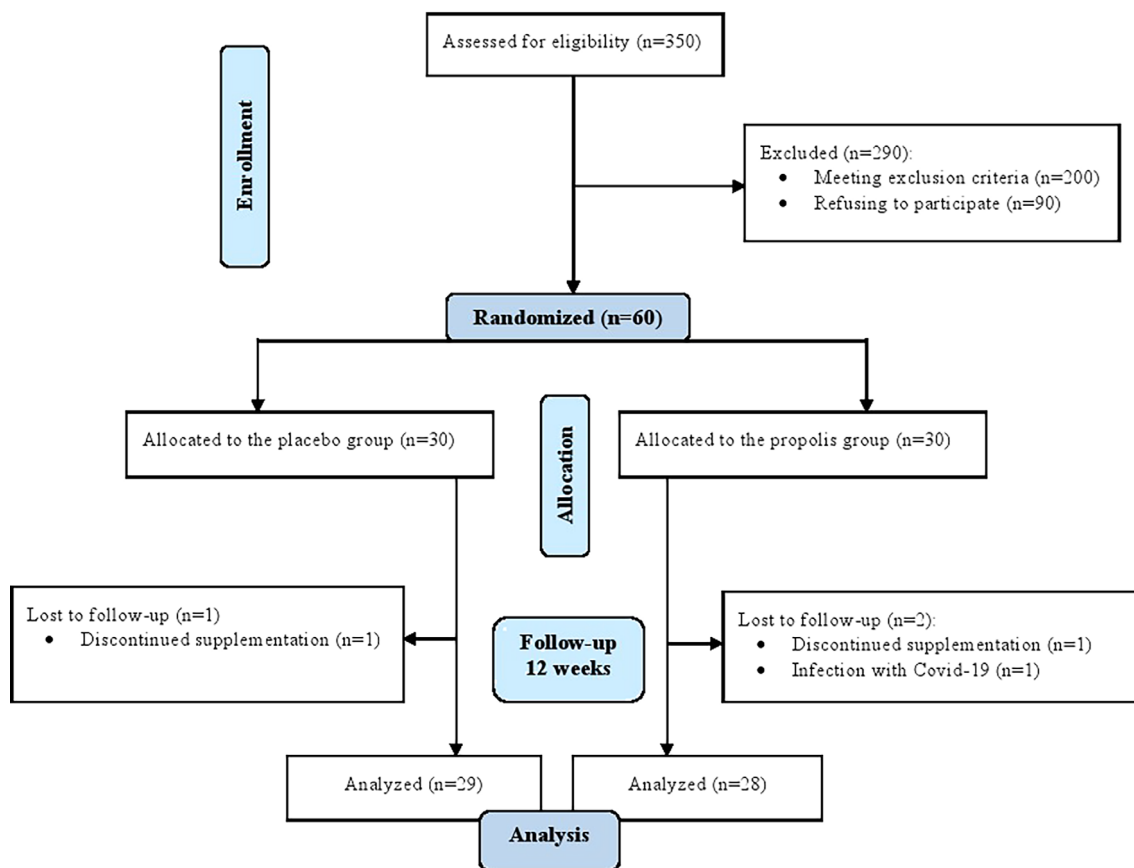 Assessed for eligibility (n=350)
Enrollment
Excluded (n=290):
• Meeting exclusion criteria (n=200)
• Refusing to participate (n=90)
Randomized (n=60)
Allocated to the placebo group (n=30)
Allocated to the propolis group (n=30)
Allocation
Lost to follow-up (n=1)
• Discontinued supplementation (n=1)
Follow-up
12 weeks
Lost to follow-up (n=2):
• Discontinued supplementation (n=1)
• Infection with Covid-19 (n=1)
Analyzed (n=29)
Analyzed (n=28)
Analysis